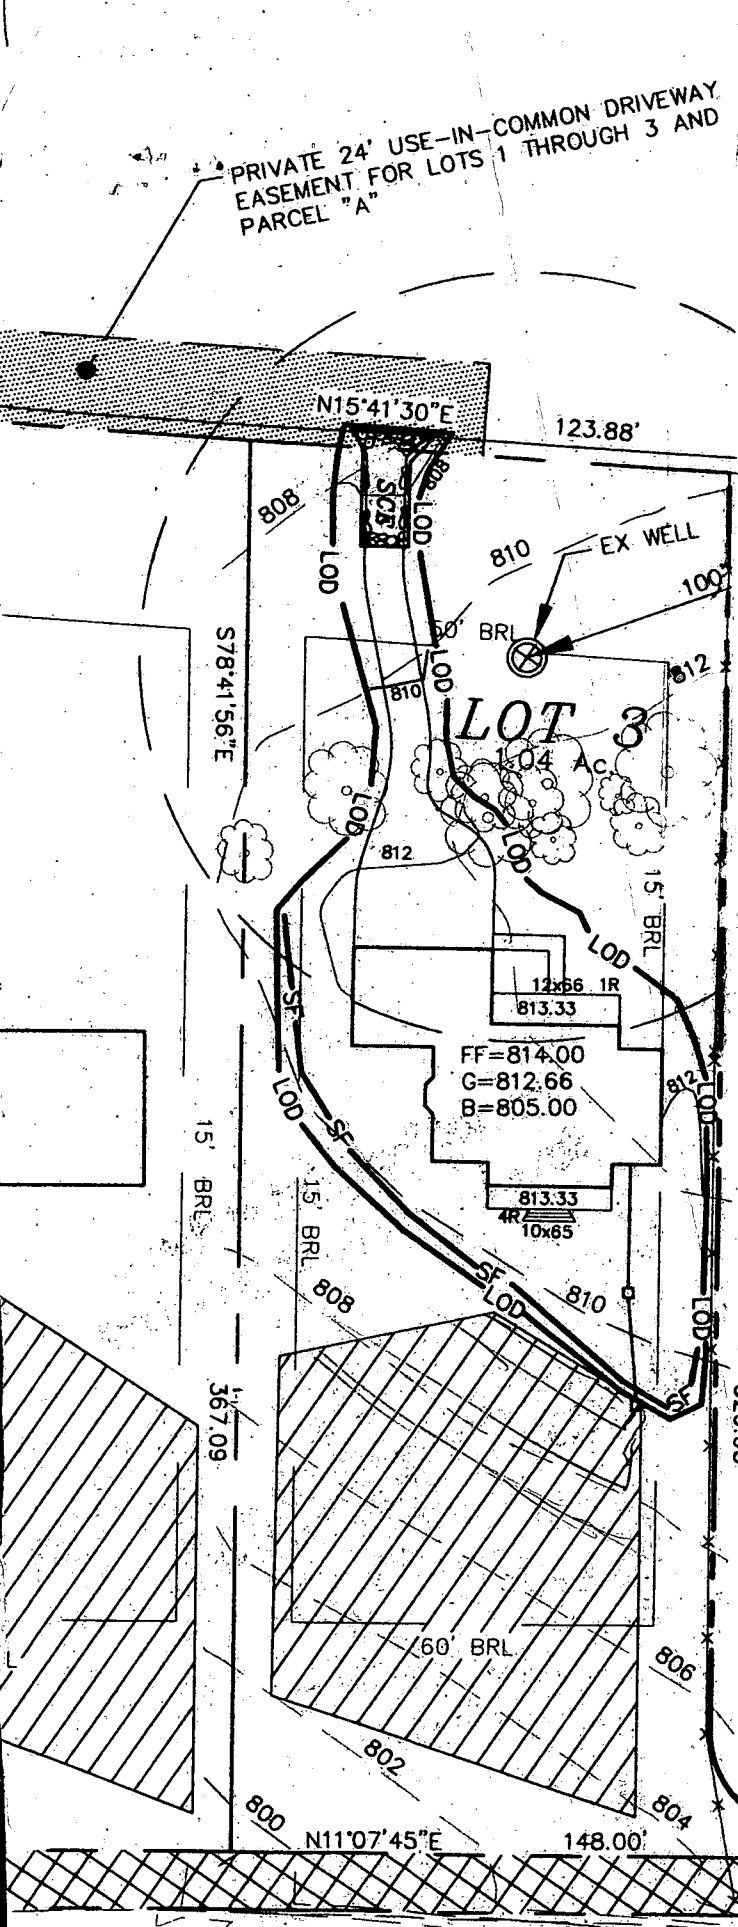 PRIVATE 24' USE-IN-COMMON DRIVEWAY
EASEMENT FOR LOTS 1 THROUGH 3 AND
PARCEL "A"
N15°41'30"E
123.88'
808
808
SCE
LOD
LOD
810
EX WELL
100'
50' BRL
LOD
812
810
S78°41'56"E
LOT 3
1.04 Ac.
LOD
LOD
812
15' BRL
LOD
12x66 1R
813.33
SF
FF=814.00
G=812.66
B=805.00
812
LOD
LOD
SF
15' BRL
15' BRL
813.33
4R
10x65
SF
LOD
808
810
LOD
SF
367.09
60' BRL
806
802
804
800
N11°07'45"E
148.00'